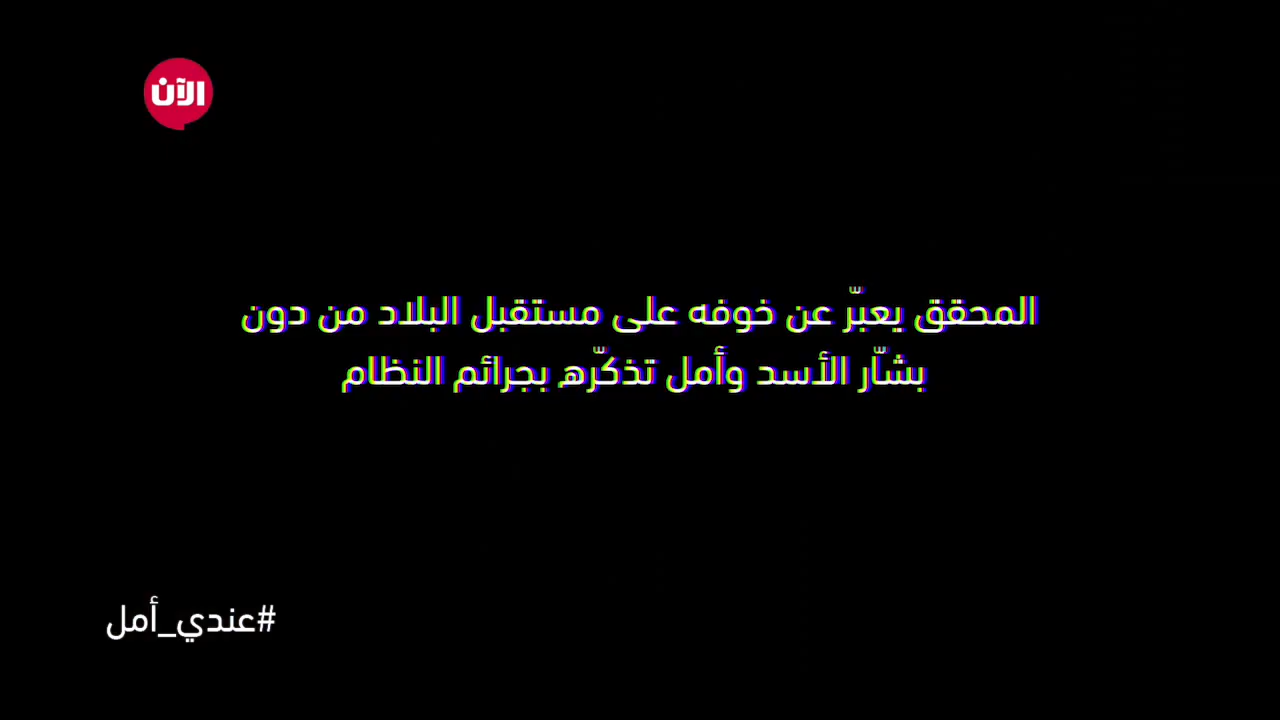 الآن
المحقق يعبّر عن خوفه على مستقبل البلاد من دون
بشّار الأسد وأمل تذكّره بجرائم النظام
#عندي_أمل